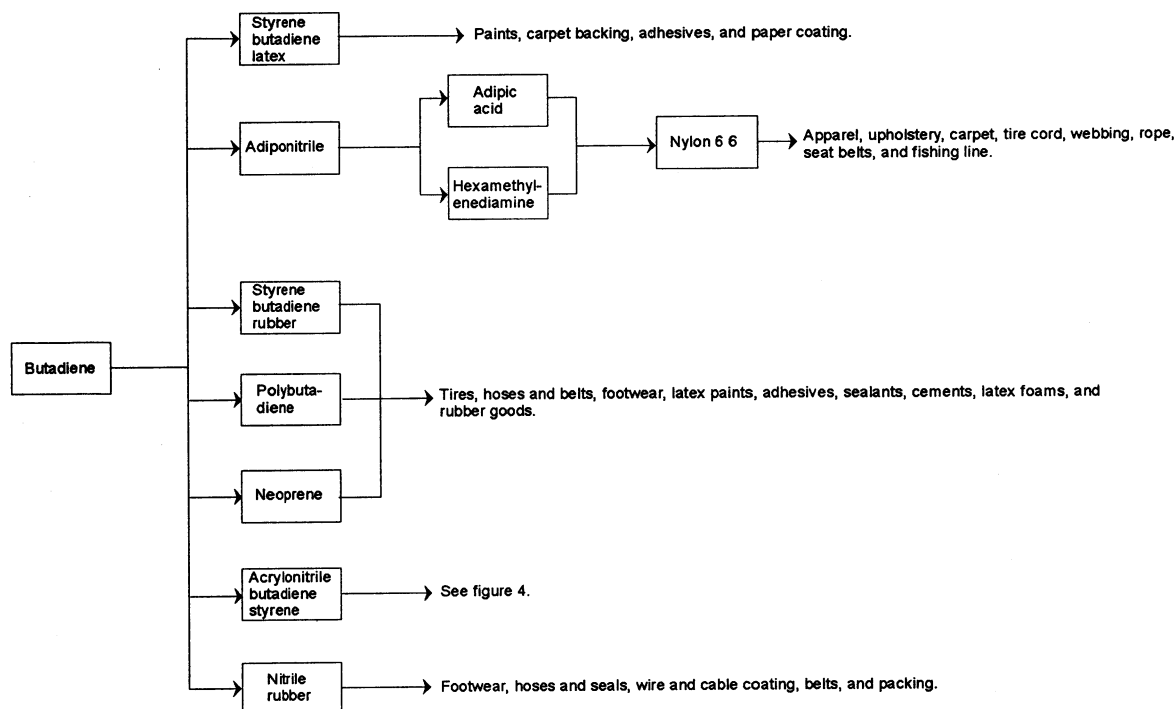 Styrene
butadiene
latex
Paints, carpet backing, adhesives, and paper coating.
Adiponitrile
Adipic
acid
Hexamethyl-
enediamine
Nylon 6 6
Apparel, upholstery, carpet, tire cord, webbing, rope,
seat belts, and fishing line.
Butadiene
Styrene
butadiene
rubber
Polybuta-
diene
Neoprene
Tires, hoses and belts, footwear, latex paints, adhesives, sealants, cements, latex foams, and
rubber goods.
Acrylonitrile
butadiene
styrene
See figure 4.
Nitrile
rubber
Footwear, hoses and seals, wire and cable coating, belts, and packing.